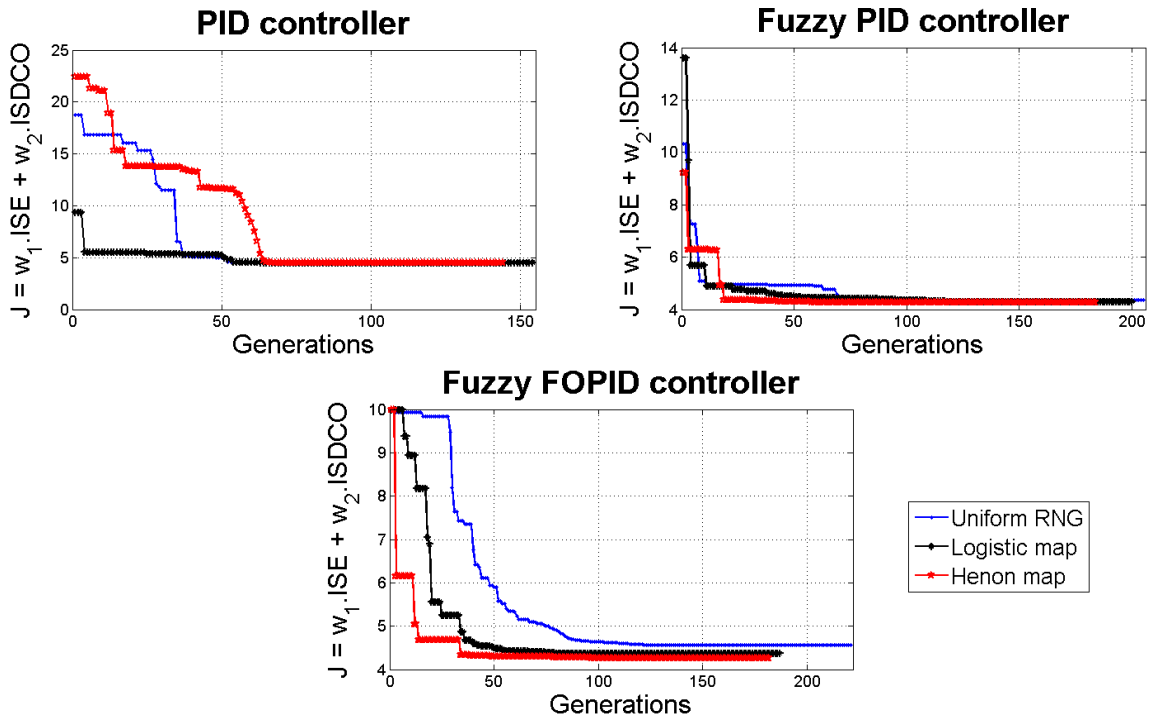 PID controller
J = w1.ISE + w2.ISDCO
25
20
15
10
5
0
0 50 100 150
Generations
Fuzzy PID controller
J = w1.ISE + w2.ISDCO
14
12
10
8
6
4
0 50 100 150 200
Generations
Fuzzy FOPID controller
J = w1.ISE + w2.ISDCO
10
9
8
7
6
5
4
0 50 100 150 200
Generations
Uniform RNG
Logistic map
Henon map